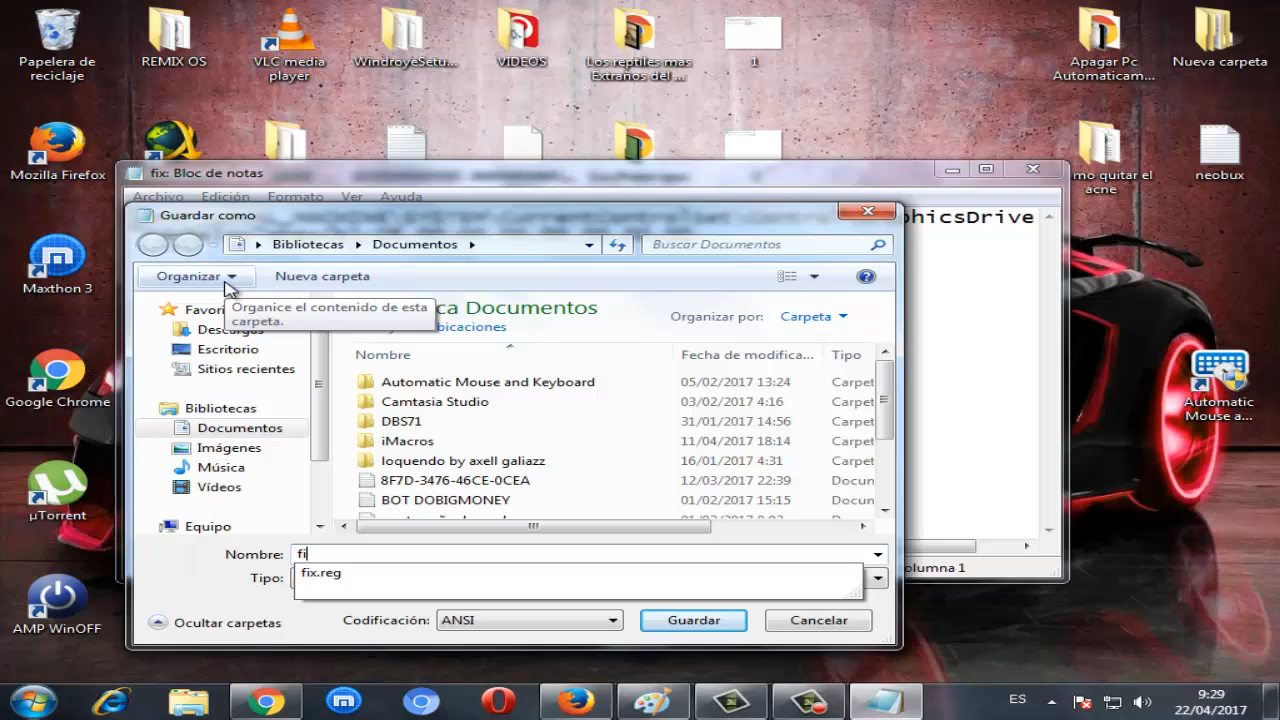 Papelera de
reciclaje
REMIX OS
VLC media
player
WindroyeSetu...
VIDEOS
Los reptiles mas
Extraños del ...
1
Apagar Pc
Automaticam...
Nueva carpeta
Mozilla Firefox
mo quitar el
acne
neobux
fix: Bloc de notas
Archivo Edición Formato Ver Ayuda
phicsDrive
Guardar como
Bibliotecas Documentos
Buscar Documentos
Organizar
Nueva carpeta
Organice el contenido de esta
carpeta.
Favori
Descargas
Escritorio
Sitios recientes
Bibliotecas
Documentos
Imágenes
Música
Vídeos
Equipo
ca Documentos
bicaciones
Organizar por: Carpeta
Nombre Fecha de modifica... Tipo
Automatic Mouse and Keyboard 05/02/2017 13:24 Carpet
Camtasia Studio 03/02/2017 4:16 Carpet
DBS71 31/01/2017 14:56 Carpet
iMacros 11/04/2017 18:14 Carpet
loquendo by axell galiazz 16/01/2017 4:31 Carpet
8F7D-3476-46CE-0CEA 12/03/2017 22:39 Docum
BOT DOBIGMONEY 01/02/2017 15:15 Docum
Nombre: fi
fix.reg
Tipo:
Ocultar carpetas
Codificación: ANSI
Guardar
Cancelar
olumna 1
Maxthon 3
Google Chrome
µTorrent
AMP WinOFF
Automatic
Mouse a...
ES
9:29
22/04/2017